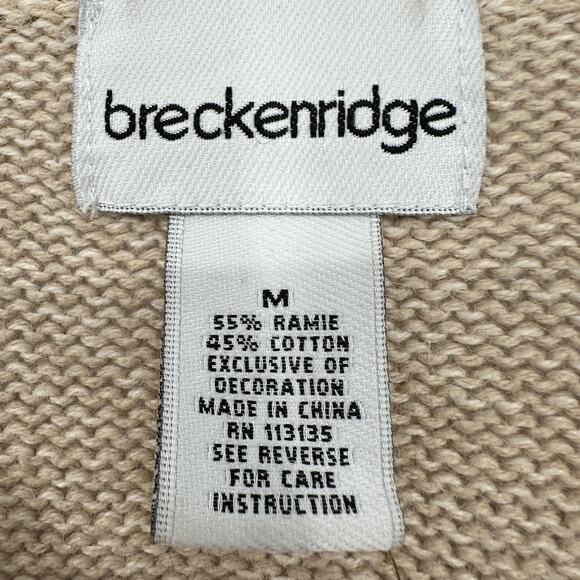 breckenridge
M
55% RAMIE
45% COTTON
EXCLUSIVE OF
DECORATION
MADE IN CHINA
RN 113135
SEE REVERSE
FOR CARE
INSTRUCTION